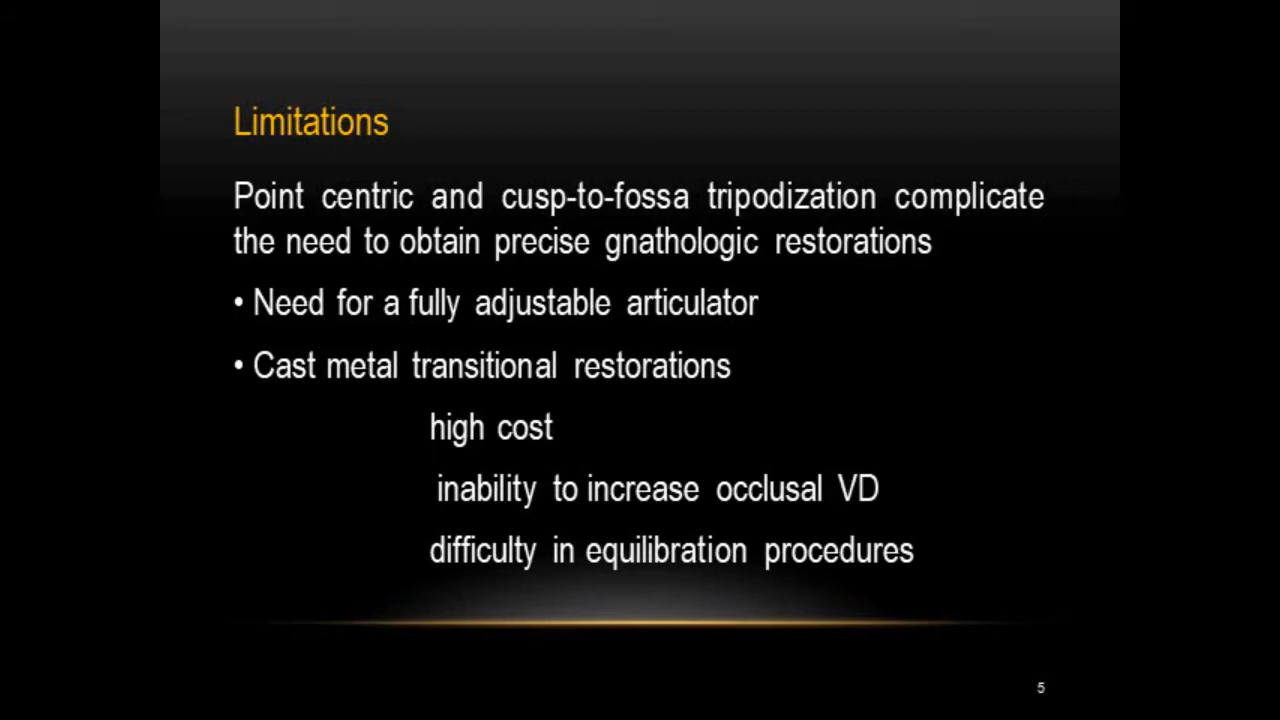 Limitations
Point centric and cusp-to-fossa tripodization complicate
the need to obtain precise gnathologic restorations
• Need for a fully adjustable articulator
• Cast metal transitional restorations
high cost
inability to increase occlusal VD
difficulty in equilibration procedures
5